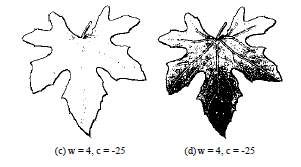 (c) w = 4, c = -25
(d) w = 4, c = -25